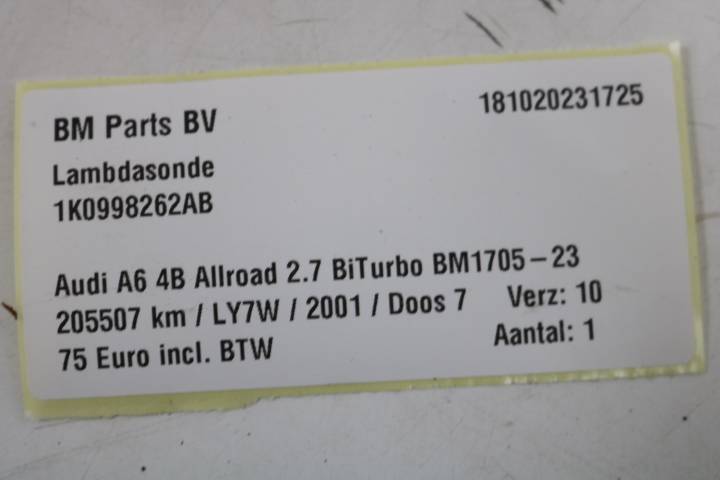 BM Parts BV
181020231725
Lambdasonde
1K0998262AB
Audi A6 4B Allroad 2.7 BiTurbo BM1705-23
205507 km / LY7W / 2001 / Doos 7 Verz: 10
75 Euro incl. BTW Aantal: 1